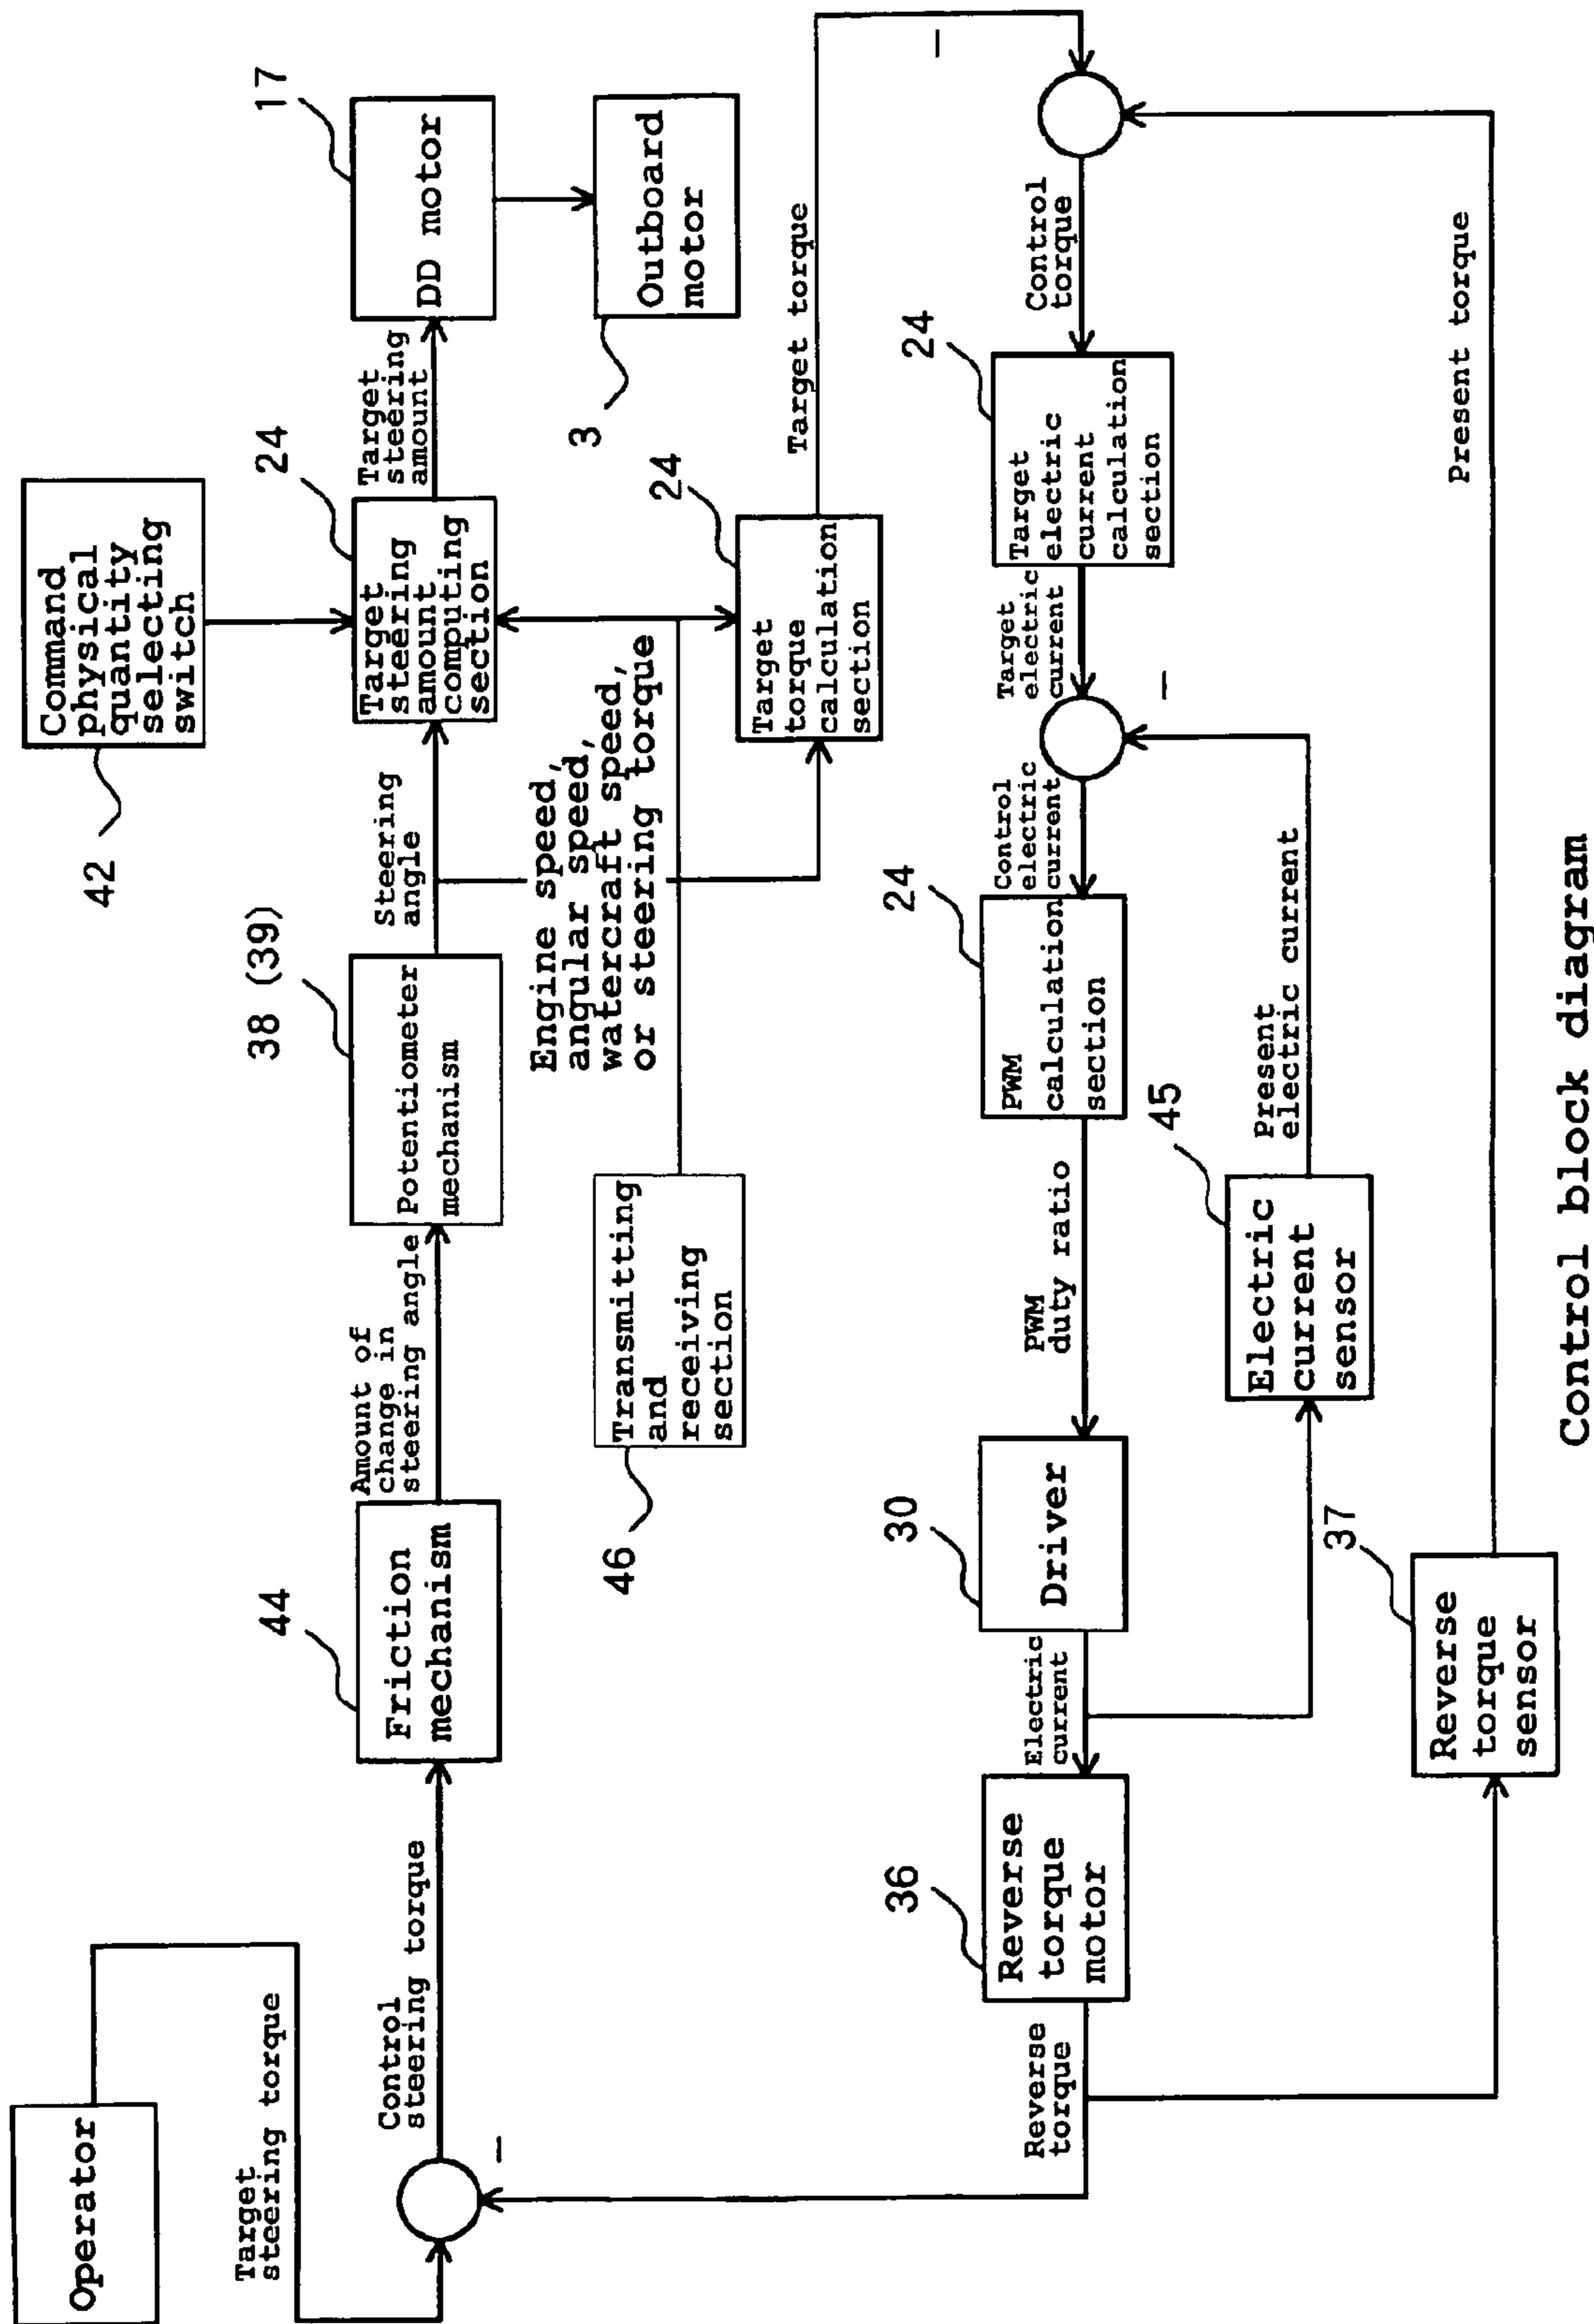 Operator
Target
steering torque
Control
steering torque
–
44
Friction
mechanism
Amount of
change in
steering angle
38 (39)
Potentiometer
mechanism
Steering
angle
42
Command
physical
quantity
selecting
switch
24
Target
steering
amount
computing
section
Target
steering
amount
17
DD motor
3
Outboard
motor
46
Transmitting
and
receiving
section
Engine speed,
angular speed,
watercraft speed,
or steering torque
24
Target
torque
calculation
section
Target torque
–
Control
torque
24
Target
electric
current
calculation
section
Target
electric
current
–
Control
electric
current
24
PWM
calculation
section
PWM
duty ratio
30
Driver
Electric
current
36
Reverse
torque
motor
Reverse
torque
45
Electric
current
sensor
Present
electric current
37
Reverse
torque
sensor
Present torque
Control block diagram